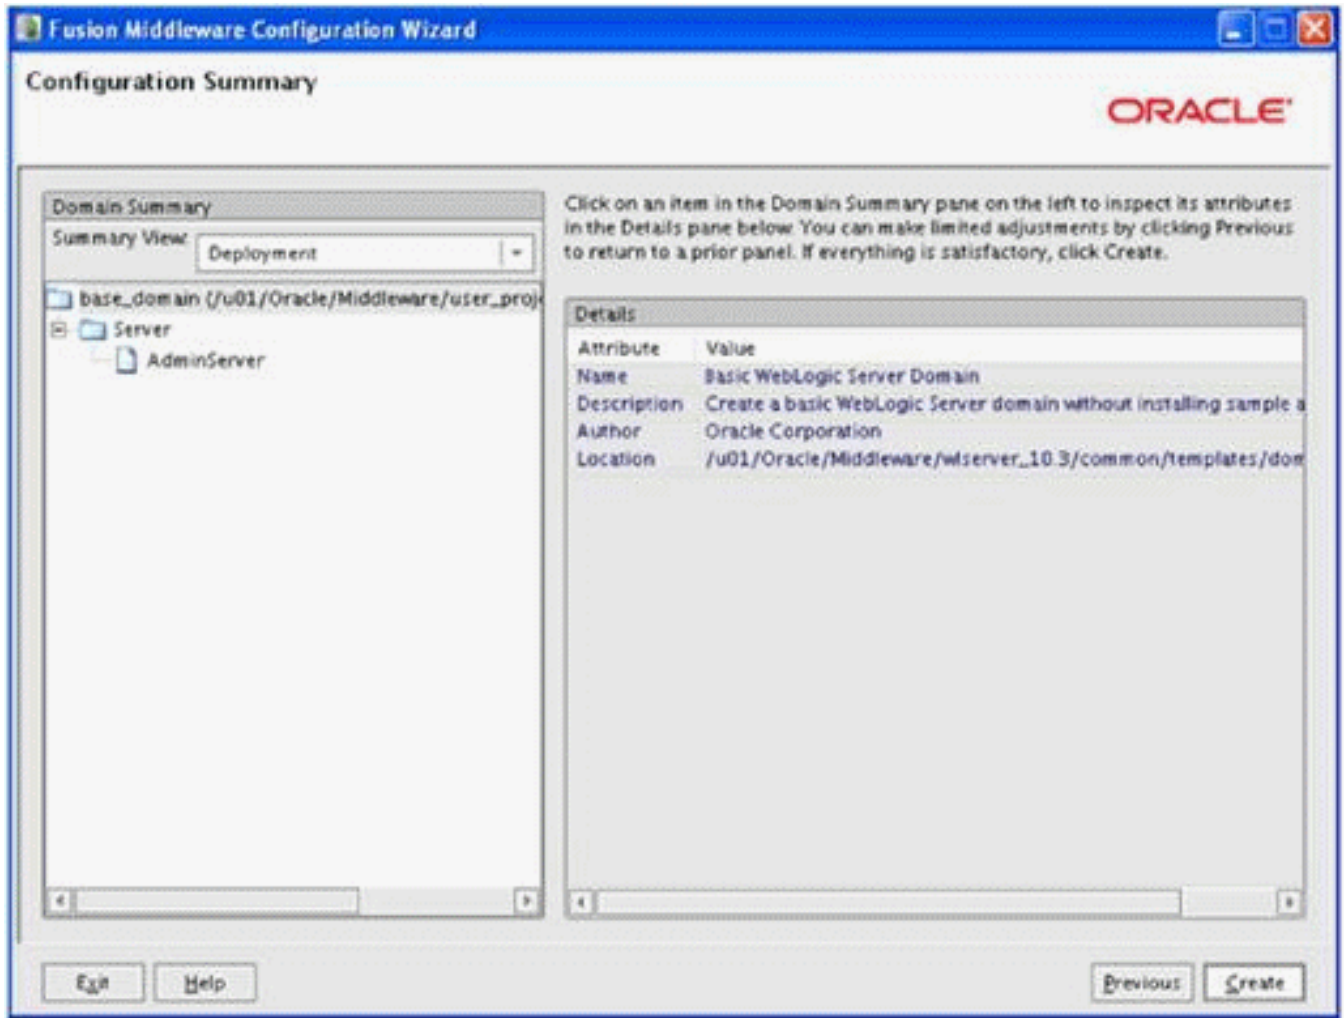 Fusion Middleware Configuration Wizard
Configuration Summary
ORACLE
Domain Summary
Summary View:
Deployment
base_domain (/u01/Oracle/Middleware/user_proj
Server
AdminServer
Click on an item in the Domain Summary pane on the left to inspect its attributes
in the Details pane below. You can make limited adjustments by clicking Previous
to return to a prior panel. If everything is satisfactory, click Create.
Details
Attribute Value
Name Basic WebLogic Server Domain
Description Create a basic WebLogic Server domain without installing sample a
Author Oracle Corporation
Location /u01/Oracle/Middleware/wlserver_10.3/common/templates/dom
Exit
Help
Previous
Create